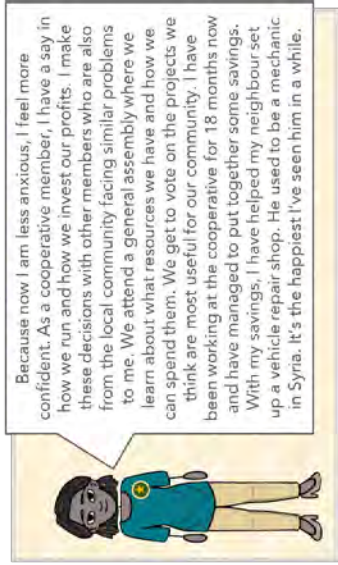 Because now I am less anxious, I feel more
confident. As a cooperative member, I have a say in
how we run and how we invest our profits. I make
these decisions with other members who are also
from the local community facing similar problems
to me. We attend a general assembly where we
learn about what resources we have and how we
can spend them. We get to vote on the projects we
think are most useful for our community. I have
been working at the cooperative for 18 months now
and have managed to put together some savings.
With my savings, I have helped my neighbour set
up a vehicle repair shop. He used to be a mechanic
in Syria. It's the happiest I've seen him in a while.